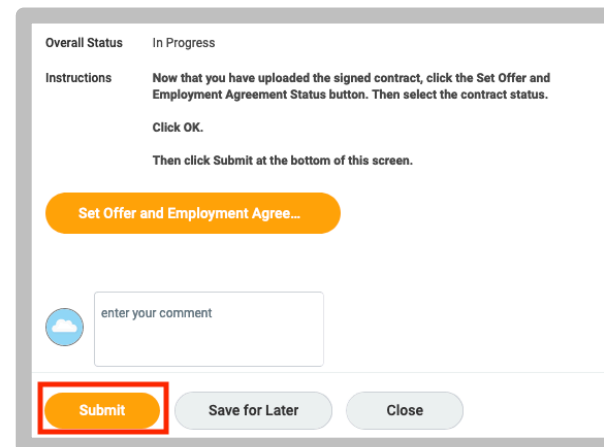 Overall Status In Progress
Instructions Now that you have uploaded the signed contract, click the Set Offer and
Employment Agreement Status button. Then select the contract status.
Click OK.
Then click Submit at the bottom of this screen.
Set Offer and Employment Agree...
enter your comment
Submit Save for Later Close